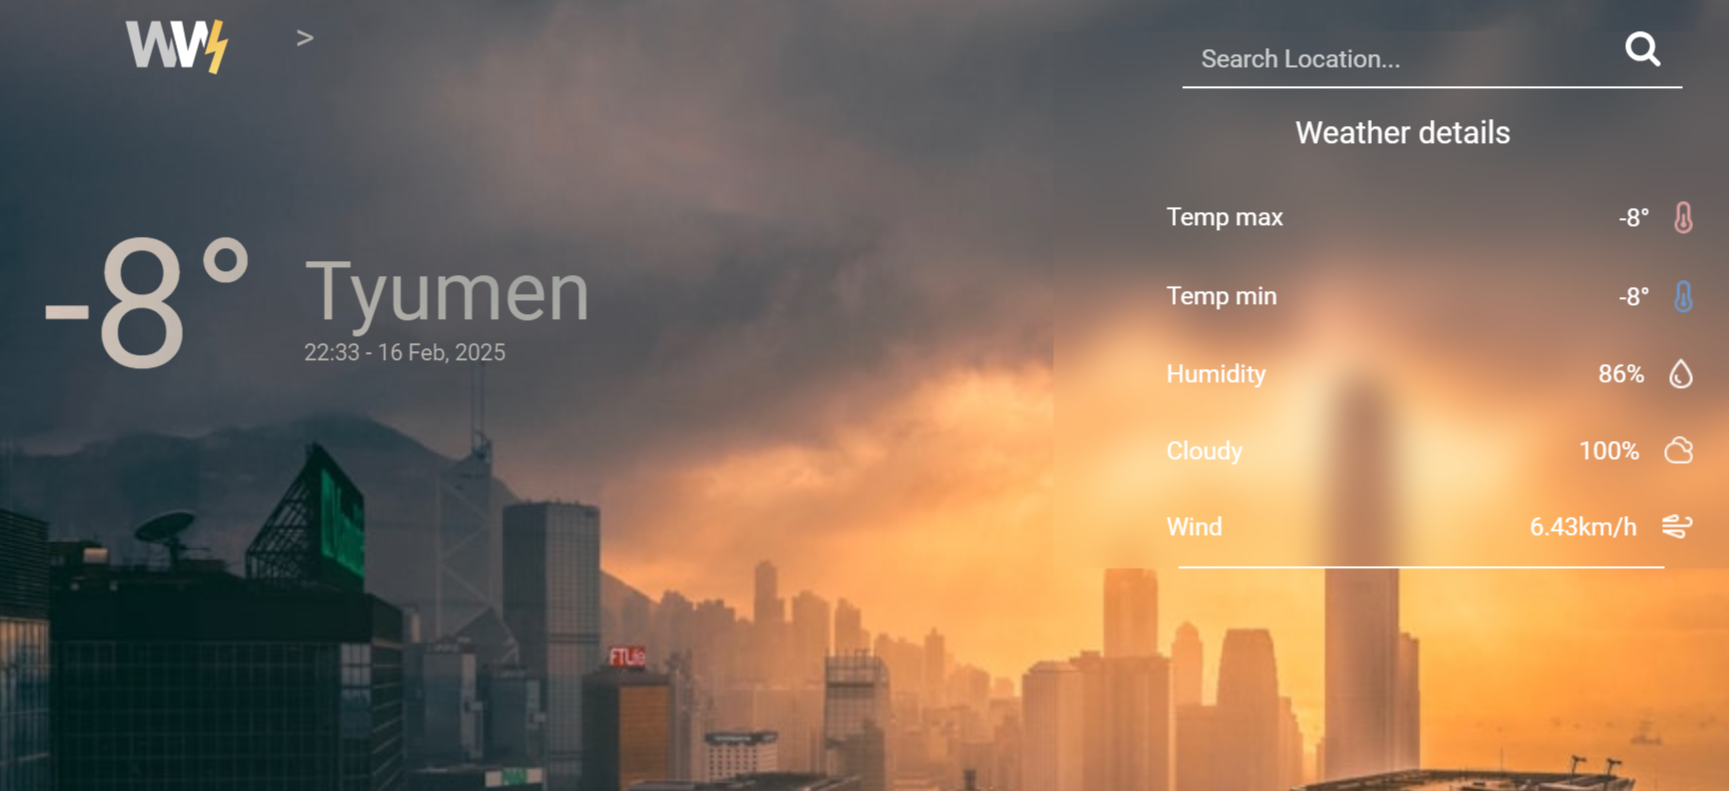 WW
>
Search Location...
Weather details
-8°
Tyumen
22:33 - 16 Feb, 2025
Temp max -8°
Temp min -8°
Humidity 86%
Cloudy 100%
Wind 6.43km/h
FTLife